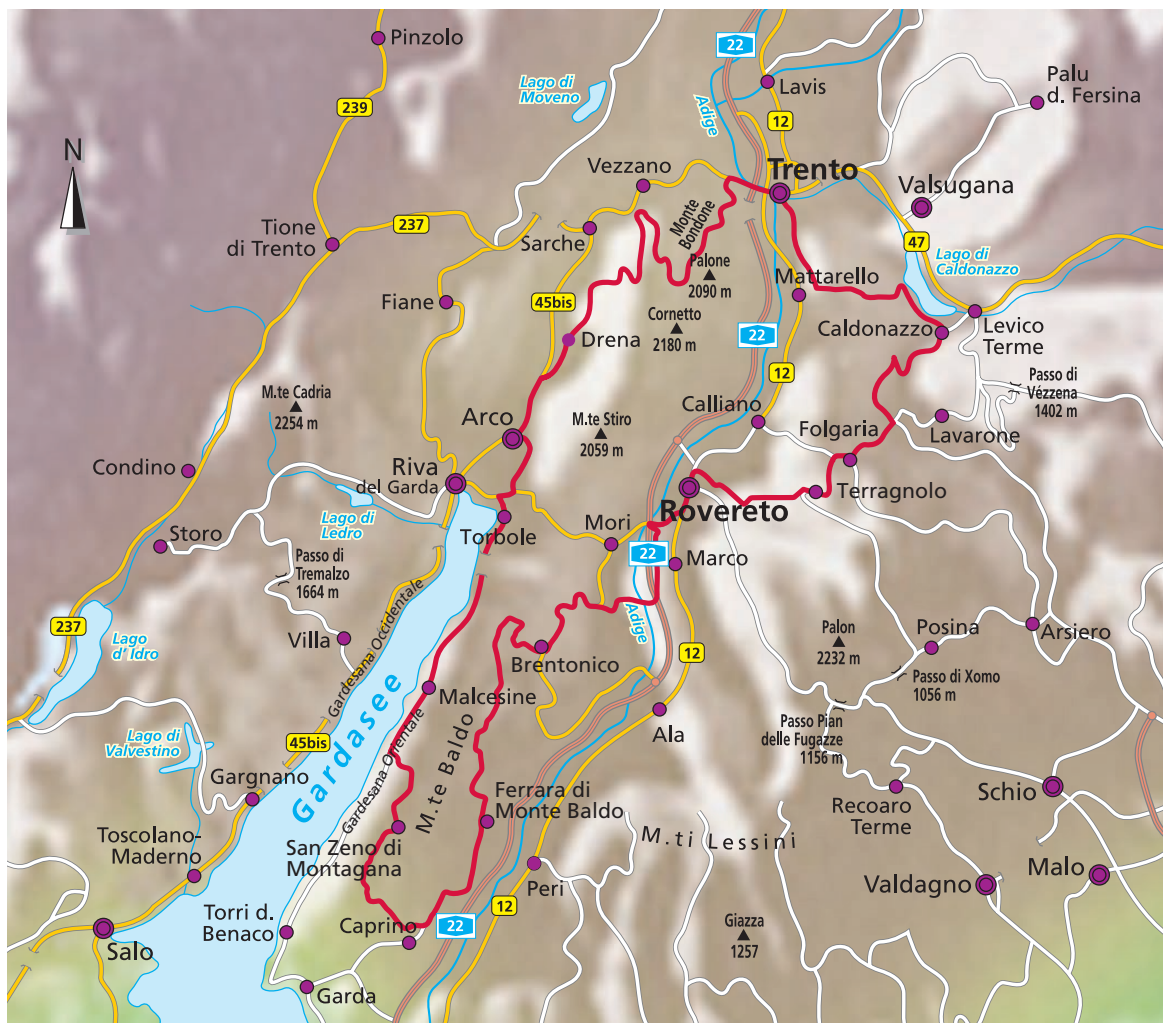 Pinzolo
22
Lago di
Moveno
Lavis
Palu
d. Fersina
239
Adige
12
N
Vezzano
Trento
Valsugana
Tione
di Trento
237
Sarche
Monte
Bondone
47
Lago di
Caldonazzo
Palone
2090 m
Mattarello
Fiane
45bis
Cornetto
2180 m
22
Caldonazzo
Levico
Terme
Drena
12
Passo di
Vézzena
1402 m
M.te Cadria
2254 m
Arco
M.te Stiro
2059 m
Calliano
Folgaria
Lavarone
Condino
Riva
del Garda
Rovereto
Terragnolo
Lago di
Ledro
Storo
Torbole
Mori
22
Marco
Passo di
Tremalzo
1664 m
Gardesana Occidentale
Adige
237
Lago
d' Idro
Villa
Brentonico
12
Palon
2232 m
Posina
Arsiero
Passo di Xomo
1056 m
Malcesine
Gardasee
Gardesana Orientale
M.te Baldo
Ala
Passo Pian
delle Fugazze
1156 m
Lago di
Valvestino
45bis
Gargnano
Ferrara di
Monte Baldo
Recoaro
Terme
Schio
Toscolano-
Maderno
San Zeno di
Montagana
M.ti Lessini
Peri
Valdagno
Malo
Salo
Torri d.
Benaco
Caprino
22
12
Giazza
1257
Garda